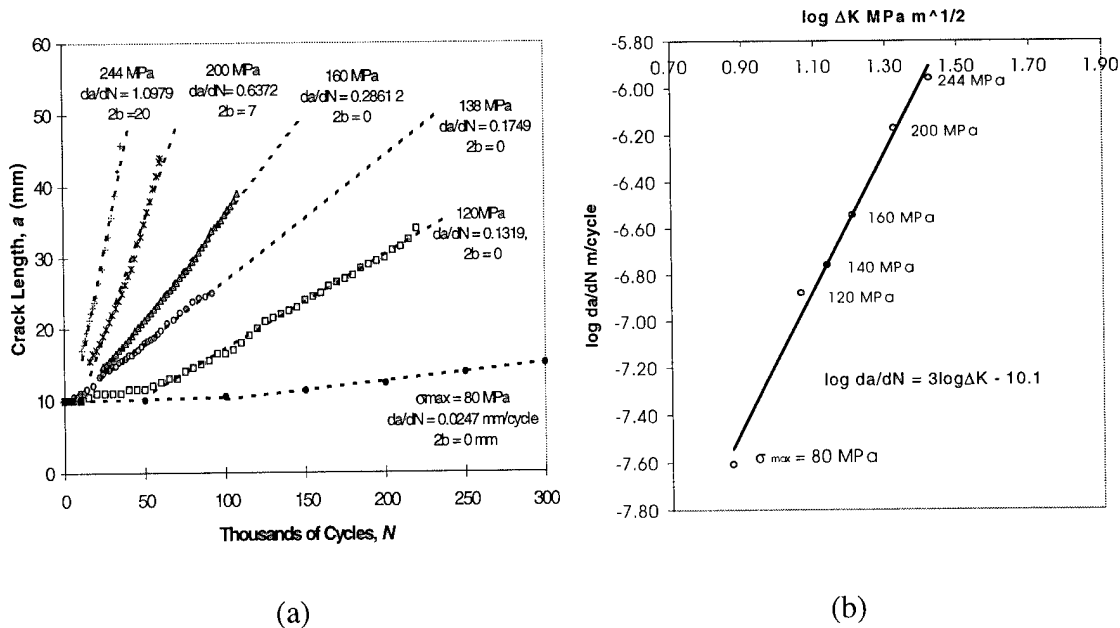 60
50
40
30
20
10
0
Crack Length, a (mm)
244 MPa
da/dN = 1.0979
2b = 20
200 MPa
da/dN = 0.6372
2b = 7
160 MPa
da/dN = 0.28612
2b = 0
138 MPa
da/dN = 0.1749
2b = 0
120MPa
da/dN = 0.1319,
2b = 0
σmax = 80 MPa
da/dN = 0.0247 mm/cycle
2b = 0 mm
0 50 100 150 200 250 300
Thousands of Cycles, N
(a)
log ΔK MPa m^1/2
0.70 0.90 1.10 1.30 1.50 1.70 1.90
-5.80
-6.00
-6.20
-6.40
-6.60
-6.80
-7.00
-7.20
-7.40
-7.60
-7.80
log da/dN m/cycle
244 MPa
200 MPa
160 MPa
140 MPa
120 MPa
log da/dN = 3logΔK - 10.1
σ max = 80 MPa
(b)